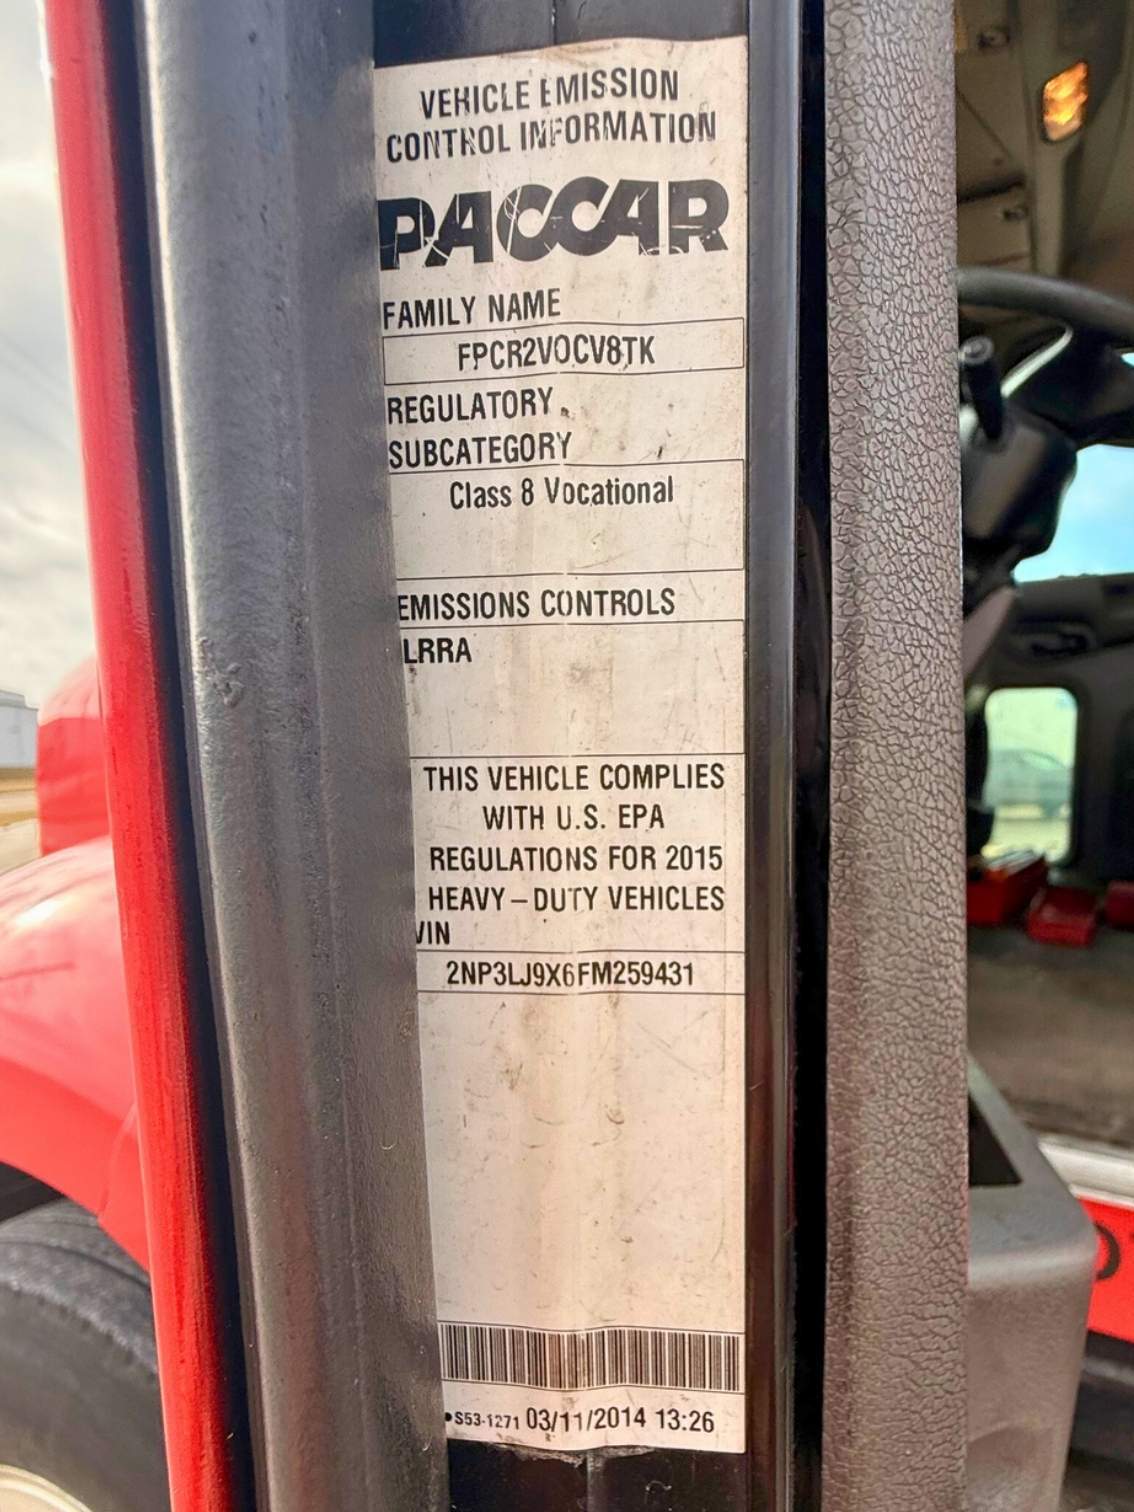 VEHICLE EMISSION
CONTROL INFORMATION
PACCAR
FAMILY NAME
FPCR2VOCV8TK
REGULATORY
SUBCATEGORY
Class 8 Vocational
EMISSIONS CONTROLS
LRRA
THIS VEHICLE COMPLIES
WITH U.S. EPA
REGULATIONS FOR 2015
HEAVY-DUTY VEHICLES
VIN
2NP3LJ9X6FM259431
•S53-1271 03/11/2014 13:26